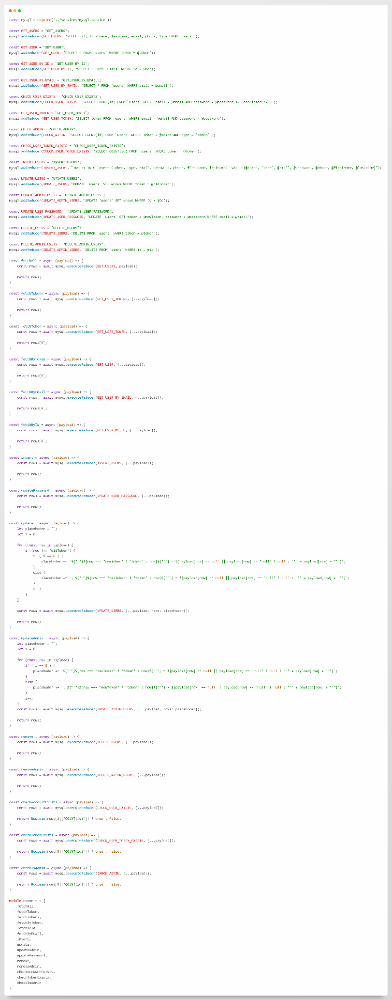 const mysql = require('../services/mysql.service');

const GET_USERS = "GET_USERS";
mysql.addReducer(GET_USERS, "SELECT id, firstname, lastname, email, phone, type FROM `users`");

const GET_USER = "GET_USER";
mysql.addReducer(GET_USER, "SELECT * FROM `users` WHERE token = @token");

const GET_USER_BY_ID = "GET_USER_BY_ID";
mysql.addReducer(GET_USER_BY_ID, "SELECT * FROM `users` WHERE id = @id");

const GET_USER_BY_EMAIL = "GET_USER_BY_EMAIL";
mysql.addReducer(GET_USER_BY_EMAIL, "SELECT * FROM `users` WHERE email = @email");

const CHECK_USER_EXISTS = "CHECK_USER_EXISTS";
mysql.addReducer(CHECK_USER_EXISTS, "SELECT COUNT(id) FROM `users` WHERE email = @email AND password = @password AND confirmed != 0");

const GET_USER_TOKEN = "GET_USER_TOKEN";
mysql.addReducer(GET_USER_TOKEN, "SELECT token FROM `users` WHERE email = @email AND password = @password");

const CHECK_ADMIN = "CHECK_ADMIN";
mysql.addReducer(CHECK_ADMIN, "SELECT COUNT(id) FROM `users` WHERE token = @token AND type = 'admin'");

const CHECK_USER_TOKEN_EXISTS = "CHECK_USER_TOKEN_EXISTS";
mysql.addReducer(CHECK_USER_TOKEN_EXISTS, "SELECT COUNT(id) FROM `users` WHERE token = @token");

const INSERT_USERS = "INSERT_USERS";
mysql.addReducer(INSERT_USERS, "INSERT INTO `users`(token, type, email, password, phone, firstname, lastname)  VALUES(@token, 'user', @email, @password, @phone, @firstname, @lastname)");

const UPDATE_USERS = "UPDATE_USERS";
mysql.addReducer(UPDATE_USERS, "UPDATE `users` SET #rows WHERE token = @oldToken");

const UPDATE_ADMIN_USERS = "UPDATE_ADMIN_USERS";
mysql.addReducer(UPDATE_ADMIN_USERS, "UPDATE `users` SET #rows WHERE id = @id");

const UPDATE_USER_PASSWORD = "UPDATE_USER_PASSWORD";
mysql.addReducer(UPDATE_USER_PASSWORD, "UPDATE `users` SET token = @newToken, password = @password WHERE email = @email");

const DELETE_USERS = "DELETE_USERS";
mysql.addReducer(DELETE_USERS, "DELETE FROM `users` WHERE token = @token");

const DELETE_ADMIN_USERS = "DELETE_ADMIN_USERS";
mysql.addReducer(DELETE_ADMIN_USERS, "DELETE FROM `users` WHERE id = @id");

const fetchAll = async (payload) => {
    const rows = await mysql.executeReducer(GET_USERS, payload);

    return rows;
}

const fetchTokens = async (payload) => {
    const rows = await mysql.executeReducer(GET_USER_TOKENS, {...payload});

    return rows;
}

const fetchToken = async (payload) => {
    const rows = await mysql.executeReducer(GET_USER_TOKEN, {...payload});

    return rows[0];
}

const fetchByToken = async (payload) => {
    const rows = await mysql.executeReducer(GET_USER, {...payload});

    return rows[0];
}

const fetchByEmail = async (payload) => {
    const rows = await mysql.executeReducer(GET_USER_BY_EMAIL, {...payload});

    return rows[0];
}

const fetchById = async (payload) => {
    const rows = await mysql.executeReducer(GET_USER_BY_ID, {...payload});

    return rows[0];
}

const insert = async (payload) => {
    const rows = await mysql.executeReducer(INSERT_USERS, {...payload});

    return rows;
}

const updatePassword = async (payload) => {
    const rows = await mysql.executeReducer(UPDATE_USER_PASSWORD, {...payload});

    return rows;
}

const update = async (payload) => {
    let placehoder = "";
    let i = 0;

    for (const row in payload) {
        if (row !== "oldToken") {
            if ( i == 0 ) {
                placehoder += `${"`"}${row === "newToken" ? "token" : row}${"`"} = ${payload[row] == null || payload[row] == "null" ? null : "'" + payload[row] + "'"}`;
            }
            else {
                placehoder += `, ${"`"}${row === "newToken" ? "token" : row}${"`"} = ${payload[row] == null || payload[row] == "null" ? null : "'" + payload[row] + "'"}`;
            }
            i++;
        }
    }

    const rows = await mysql.executeReducer(UPDATE_USERS, {...payload, rows: placehoder});

    return rows;
}

const updateAdmin = async (payload) => {
    let placehoder = "";
    let i = 0;

    for (const row in payload) {
        if ( i == 0 ) {
            placehoder += `${"`"}${row === "newToken" ? "token" : row}${"`"} = ${payload[row] == null || payload[row] == "null" ? null : "'" + payload[row] + "'"}`;
        }
        else {
            placehoder += `, ${"`"}${row === "newToken" ? "token" : row}${"`"} = ${payload[row] == null || payload[row] == "null" ? null : "'" + payload[row] + "'"}`;
        }
        i++;
    }
    const rows = await mysql.executeReducer(UPDATE_ADMIN_USERS, {...payload, rows: placehoder});

    return rows;
}

const remove = async (payload) => {
    const rows = await mysql.executeReducer(DELETE_USERS, {...payload});

    return rows;
}

const removeAdmin = async (payload) => {
    const rows = await mysql.executeReducer(DELETE_ADMIN_USERS, {...payload});

    return rows;
}

const checkAccountExists = async (payload) => {
    const rows = await mysql.executeReducer(CHECK_USER_EXISTS, {...payload});

    return Boolean(rows[0]["COUNT(id)"]) ? true : false;
}

const checkTokenExists = async (payload) => {
    const rows = await mysql.executeReducer(CHECK_USER_TOKEN_EXISTS, {...payload});

    return Boolean(rows[0]["COUNT(id)"]) ? true : false;
}

const checkIsAdmin = async (payload) => {
    const rows = await mysql.executeReducer(CHECK_ADMIN, {...payload});

    return Boolean(rows[0]["COUNT(id)"]) ? true : false;
}

module.exports = {
    fetchAll,
    fetchToken,
    fetchTokens,
    fetchByToken,
    fetchById,
    fetchByEmail,
    insert,
    update,
    updateAdmin,
    updatePassword,
    remove,
    removeAdmin,
    checkAccountExists,
    checkTokenExists,
    checkIsAdmin
}